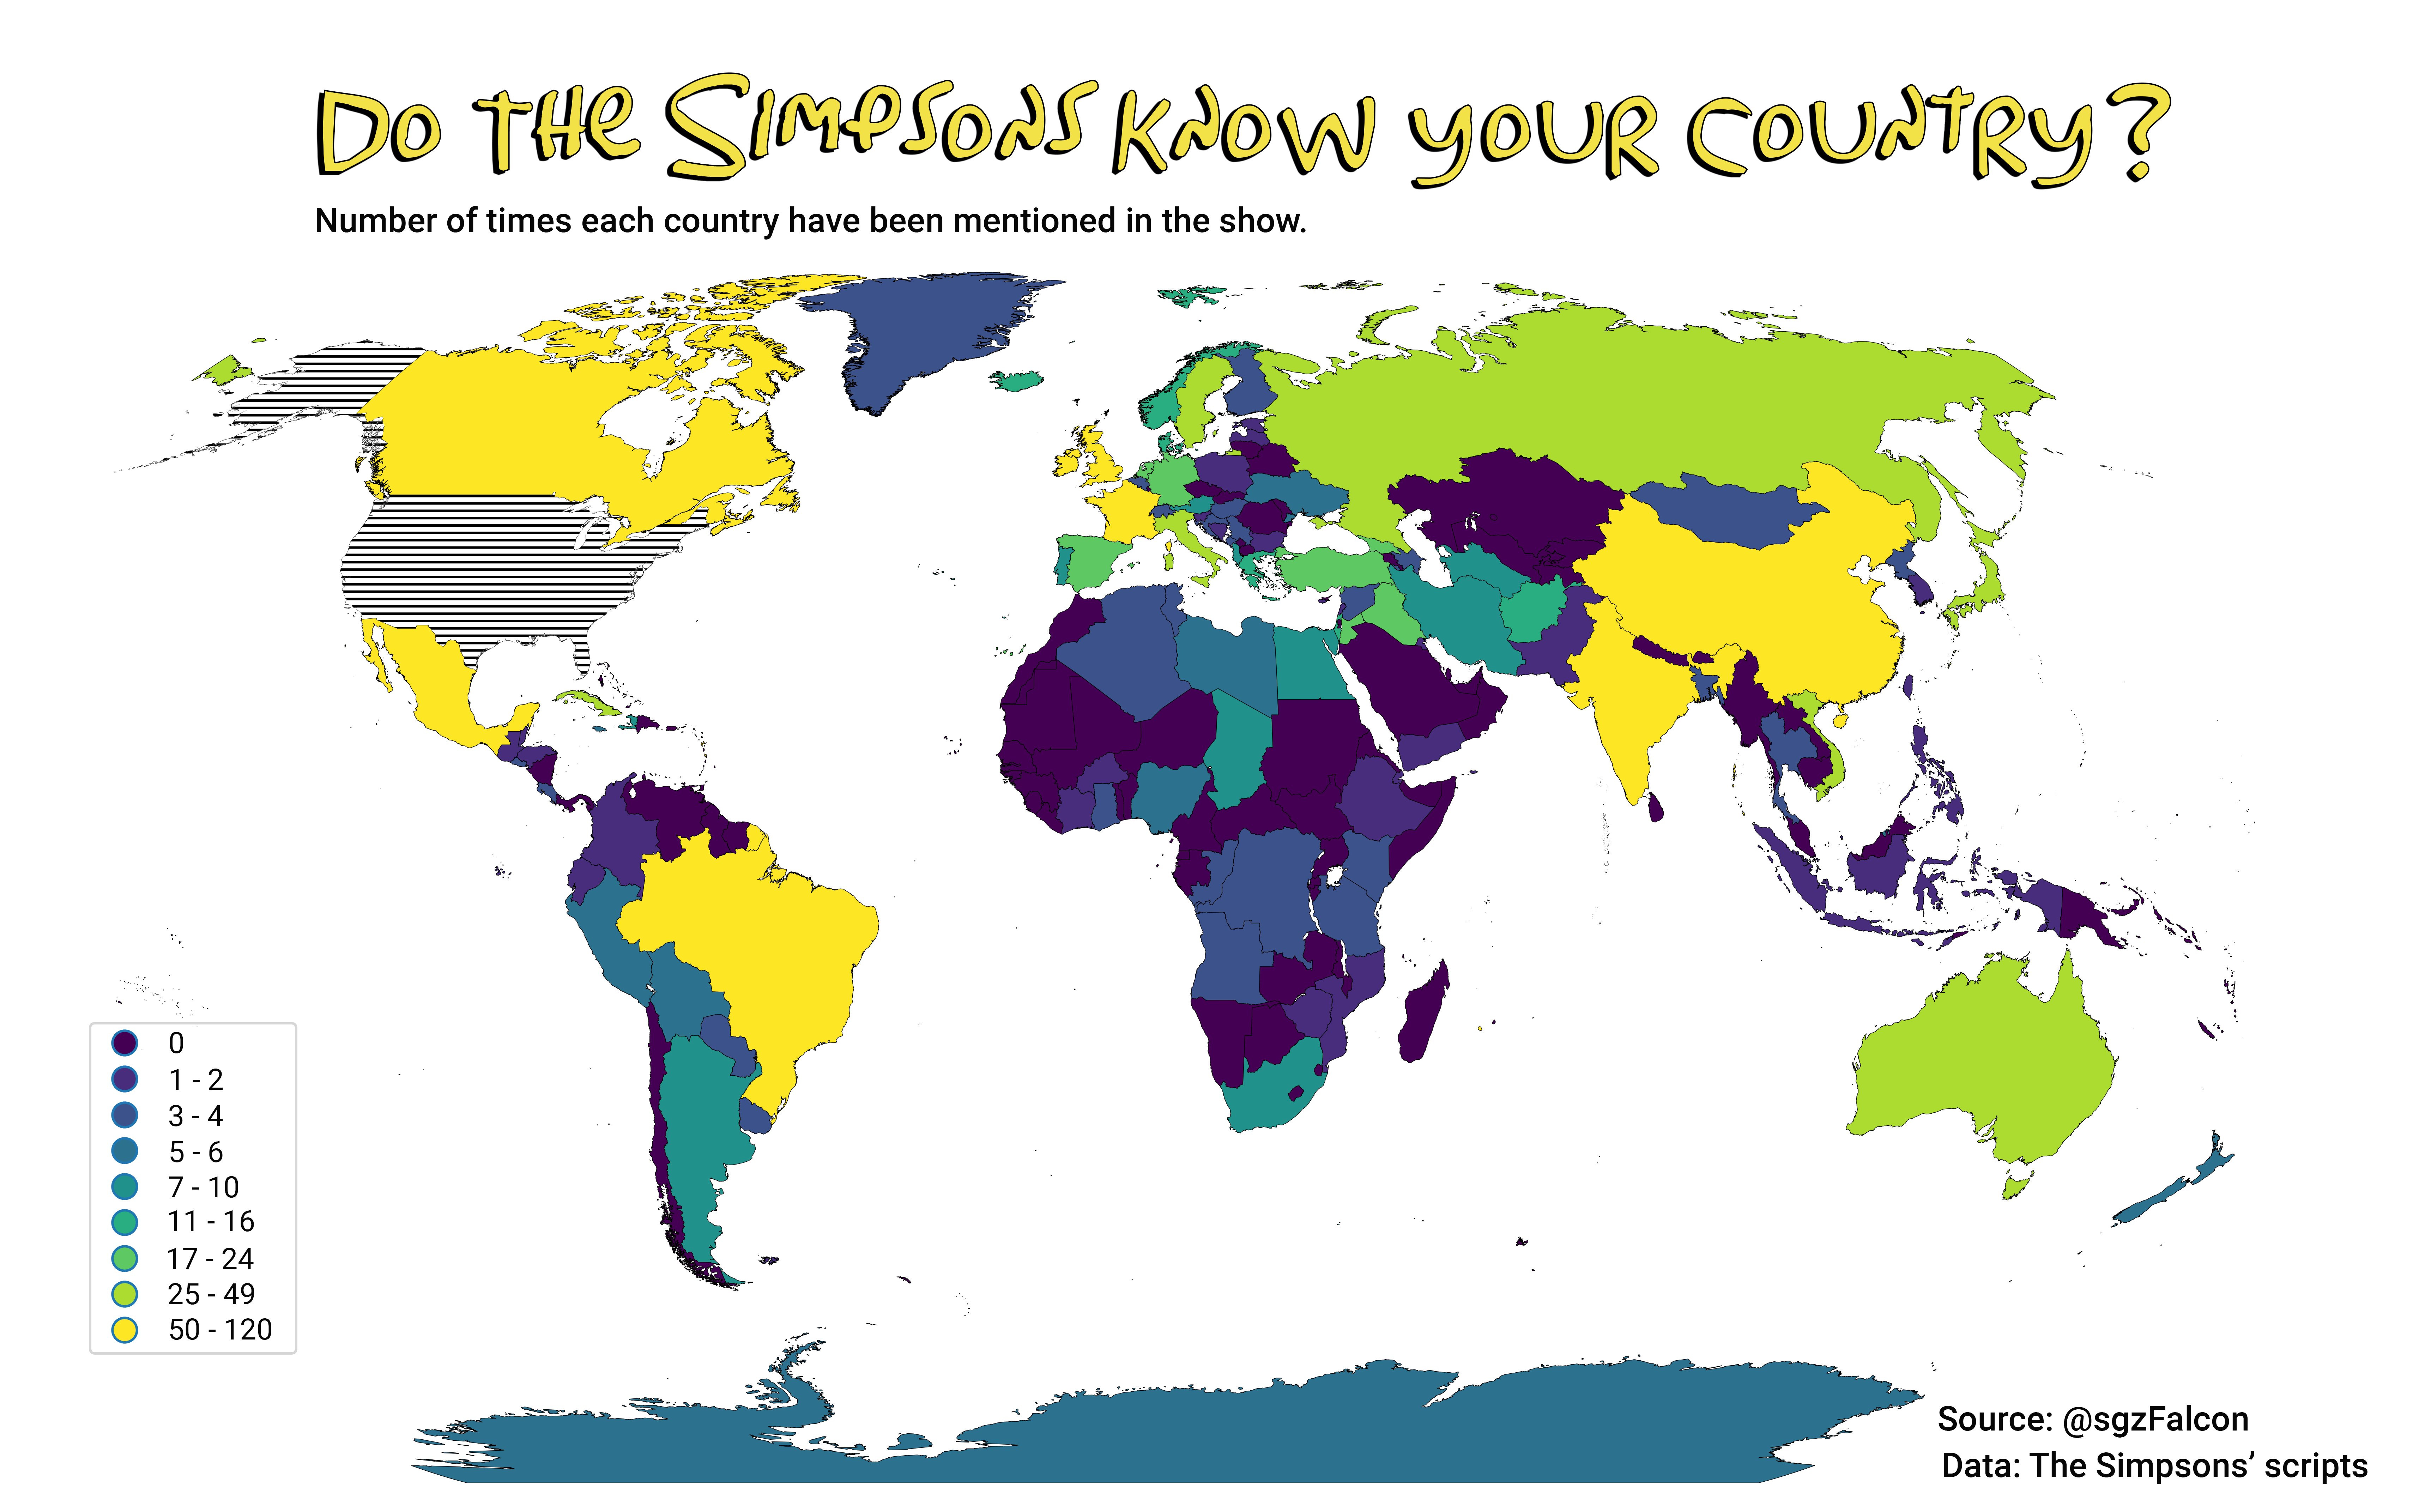 Do the Simpsons know your country?
Number of times each country have been mentioned in the show.
0
1 - 2
3 - 4
5 - 6
7 - 10
11 - 16
17 - 24
25 - 49
50 - 120
Source: @sgzFalcon
Data: The Simpsons’ scripts